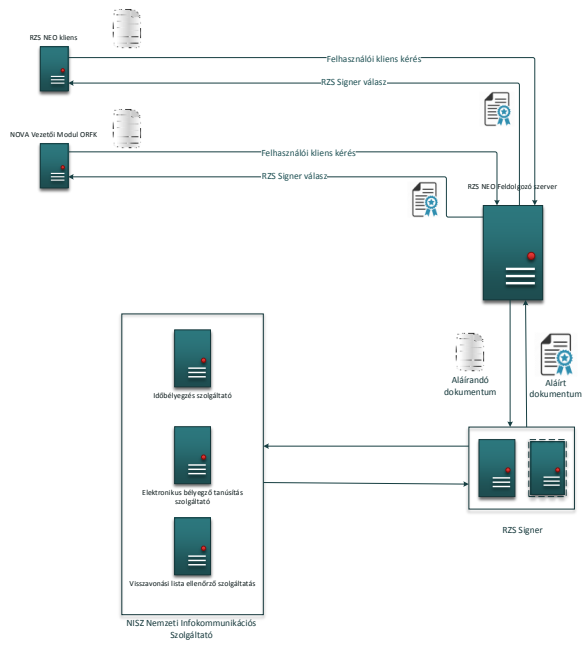 RZS NEO kliens
Felhasználói kliens kérés
RZS Signer válasz
NOVA Vezetői Modul ORFK
Felhasználói kliens kérés
RZS Signer válasz
RZS NEO Feldolgozó szerver
Aláírandó
dokumentum
Aláírt
dokumentum
Időbélyegzés szolgáltató
Elektronikus bélyegző tanúsítás
szolgáltató
Visszavonási lista ellenőrző szolgáltatás
RZS Signer
NISZ Nemzeti Infokommunikációs
Szolgáltató